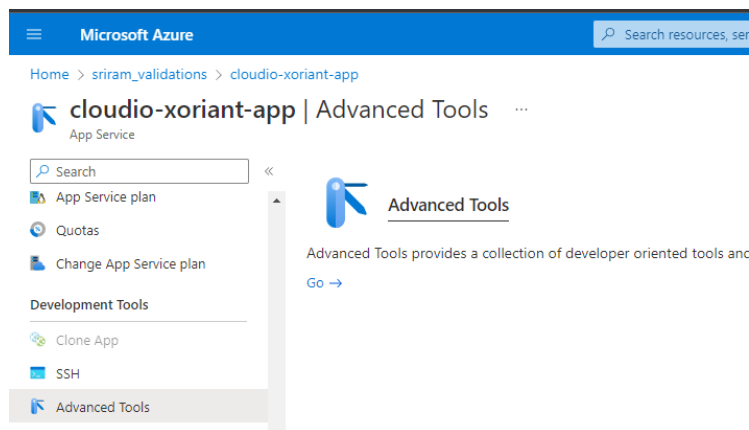 Microsoft Azure
Search resources, ser
Home > sriram_validations > cloudio-xoriant-app
cloudio-xoriant-app | Advanced Tools ...
App Service
Search
«
App Service plan
Quotas
Change App Service plan
Development Tools
Clone App
SSH
Advanced Tools
Advanced Tools
Advanced Tools provides a collection of developer oriented tools and
Go →